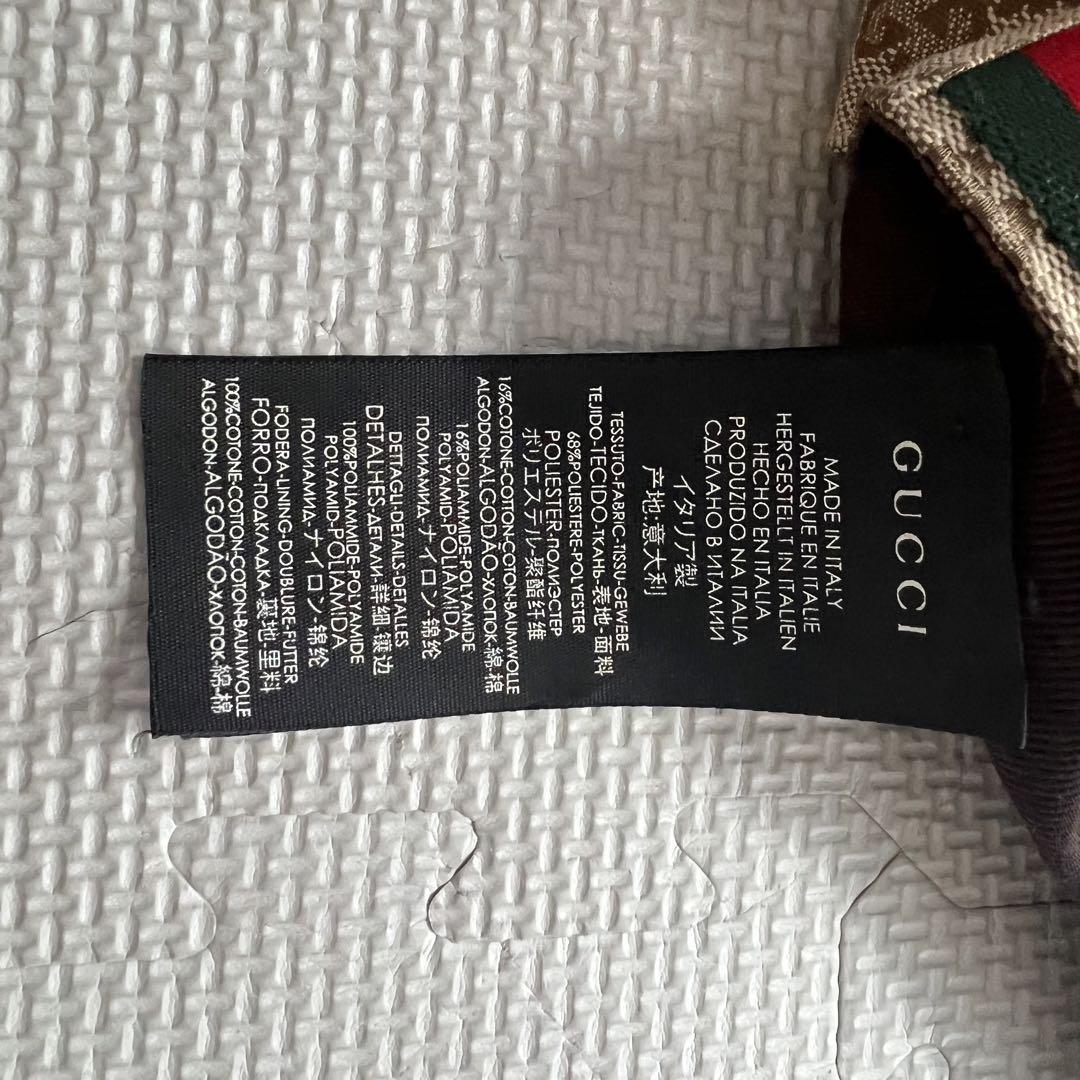 GUCCI
MADE IN ITALY
FABRIQUE EN ITALIE
HERGESTELLT IN ITALIEN
HECHO EN ITALIA
PRODUZIDO NA ITALIA
СДЕЛАНО В ИТАЛИИ
イタリア製
产地:意大利
TESSUTO-FABRIC-TISSU-GEWEBE
TEJIDO-TECIDO-ТКАНЬ-表地-面料
68%POLIESTERE-POLYESTER
POLIESTER-ПОЛИЭСТЕР
ポリエステル-聚酯纤维
16%COTONE-COTTON-COTON-BAUMWOLLE
ALGODON-ALGODÃO-ХЛОПОК-綿-棉
16%POLIAMMIDE-POLYAMIDE
POLYAMID-POLIAMIDA
ПОЛИАМИД-ナイロン-锦纶
DETTAGLI-DETAILS-DETALLES
DETALHES-ДЕТАЛИ-詳細-镶边
100%POLIAMMIDE-POLYAMIDE
POLYAMID-POLIAMIDA
ПОЛИАМИД-ナイロン-锦纶
FODERA-LINING-DOUBLURE-FUTTER
FORRO-ПОДКЛАДКА-裏地-里料
100%COTONE-COTTON-COTON-BAUMWOLLE
ALGODON-ALGODÃO-ХЛОПОК-綿-棉